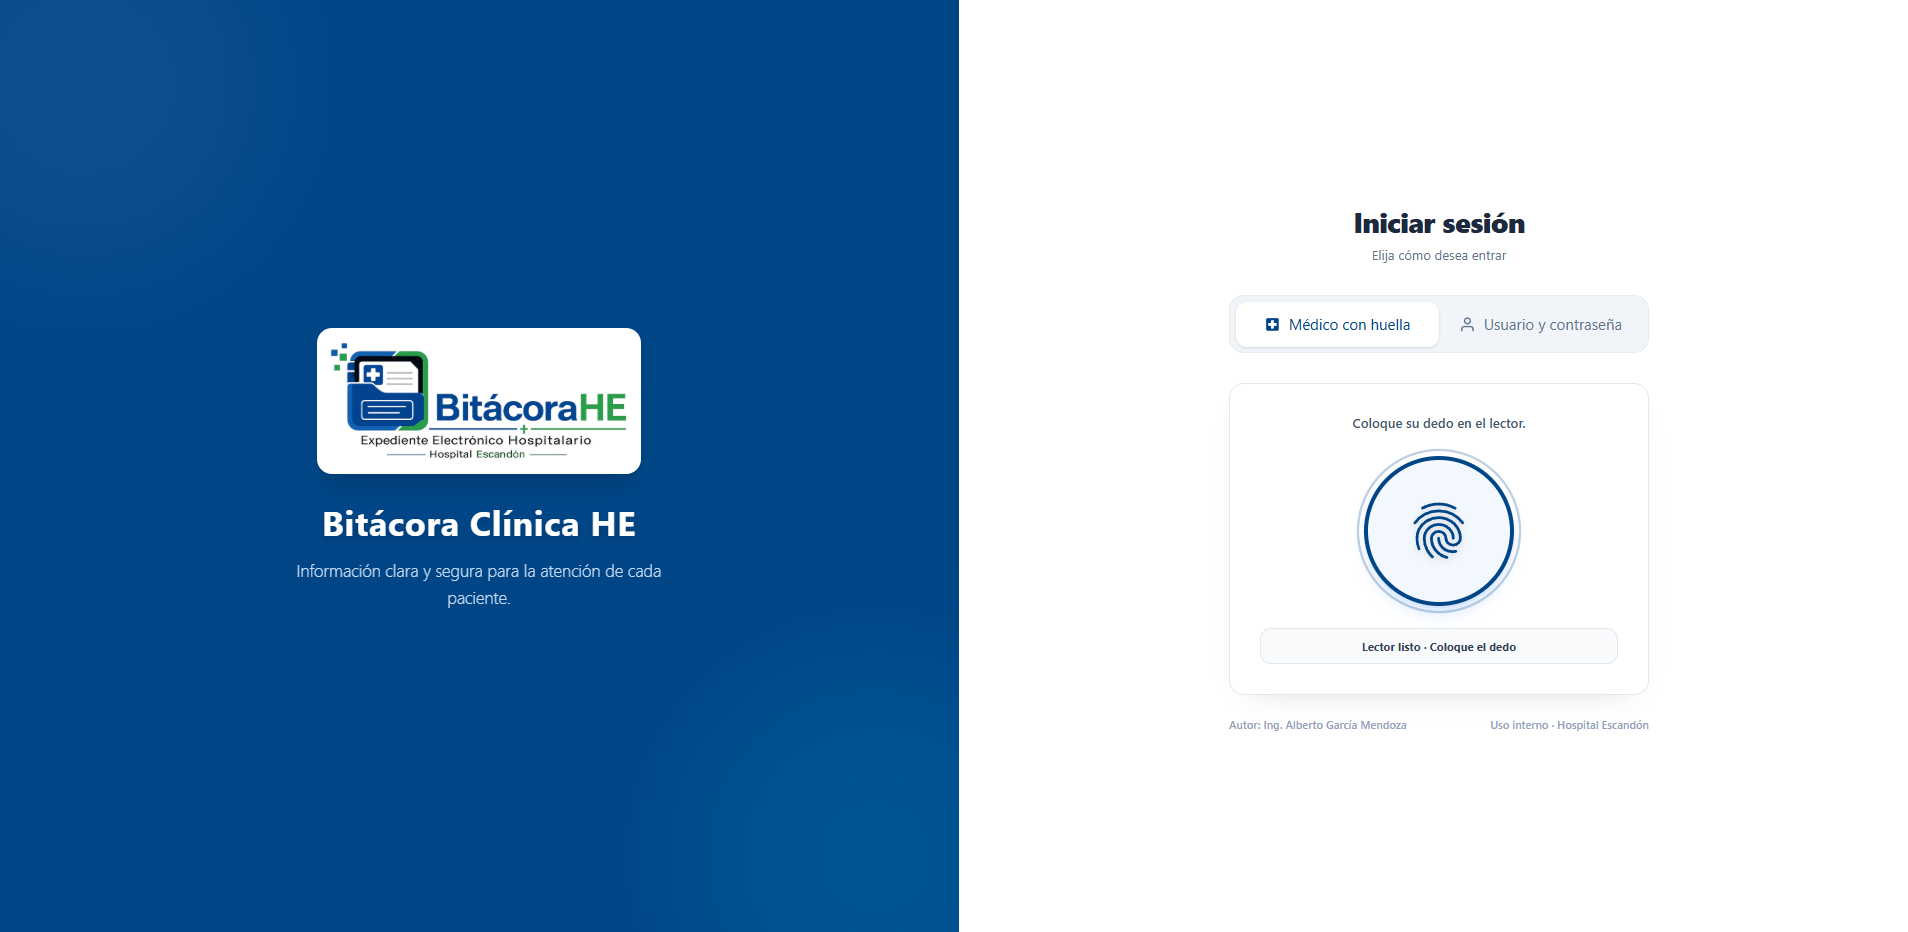 BitácoraHE
Expediente Electrónico Hospitalario
Hospital Escandón
Bitácora Clínica HE
Información clara y segura para la atención de cada
paciente.
Iniciar sesión
Elija cómo desea entrar
Médico con huella
Usuario y contraseña
Coloque su dedo en el lector.
Lector listo · Coloque el dedo
Autor: Ing. Alberto García Mendoza
Uso interno · Hospital Escandón